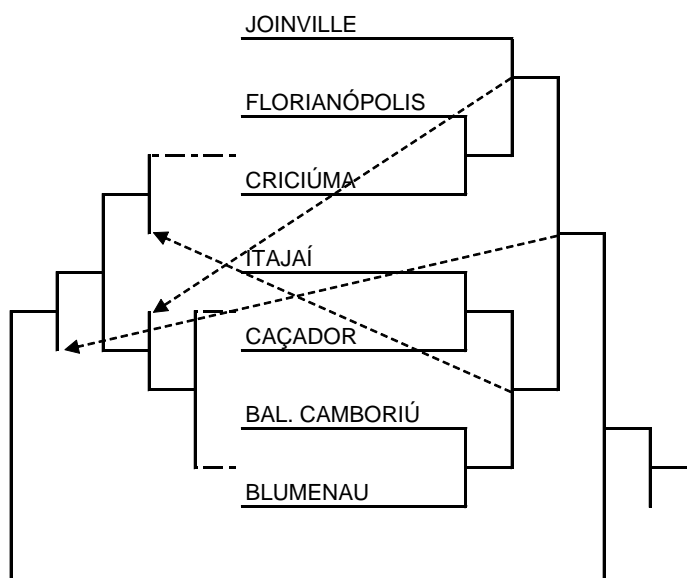 JOINVILLE
FLORIANÓPOLIS
CRICIÚMA
ITAJAÍ
CAÇADOR
BAL. CAMBORIÚ
BLUMENAU